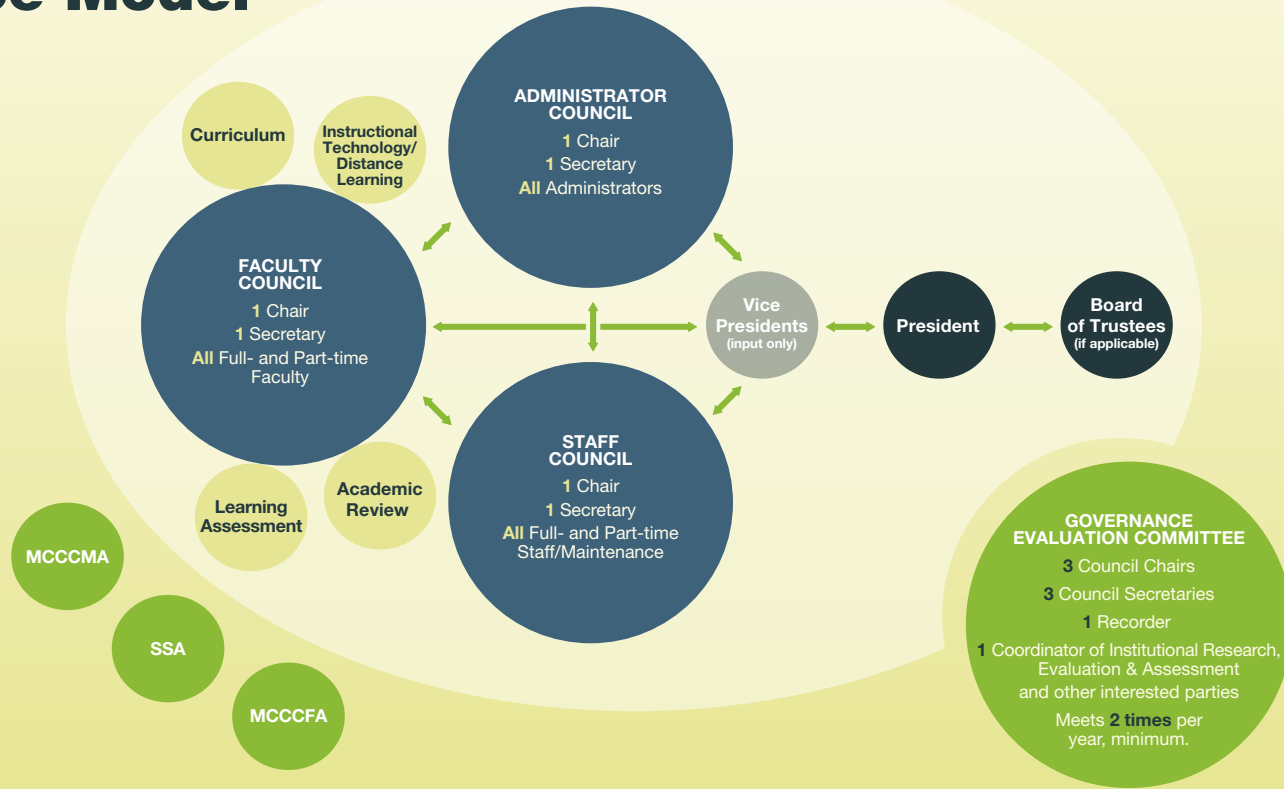 Model
ADMINISTRATOR
COUNCIL
1 Chair
1 Secretary
All Administrators
Curriculum
Instructional
Technology/
Distance
Learning
FACULTY
COUNCIL
1 Chair
1 Secretary
All Full- and Part-time
Faculty
Vice
Presidents
(input only)
President
Board
of Trustees
(if applicable)
STAFF
COUNCIL
1 Chair
1 Secretary
All Full- and Part-time
Staff/Maintenance
Learning
Assessment
Academic
Review
MCCCMA
SSA
MCCCFA
GOVERNANCE
EVALUATION COMMITTEE
3 Council Chairs
3 Council Secretaries
1 Recorder
1 Coordinator of Institutional Research,
Evaluation & Assessment
and other interested parties
Meets 2 times per
year, minimum.